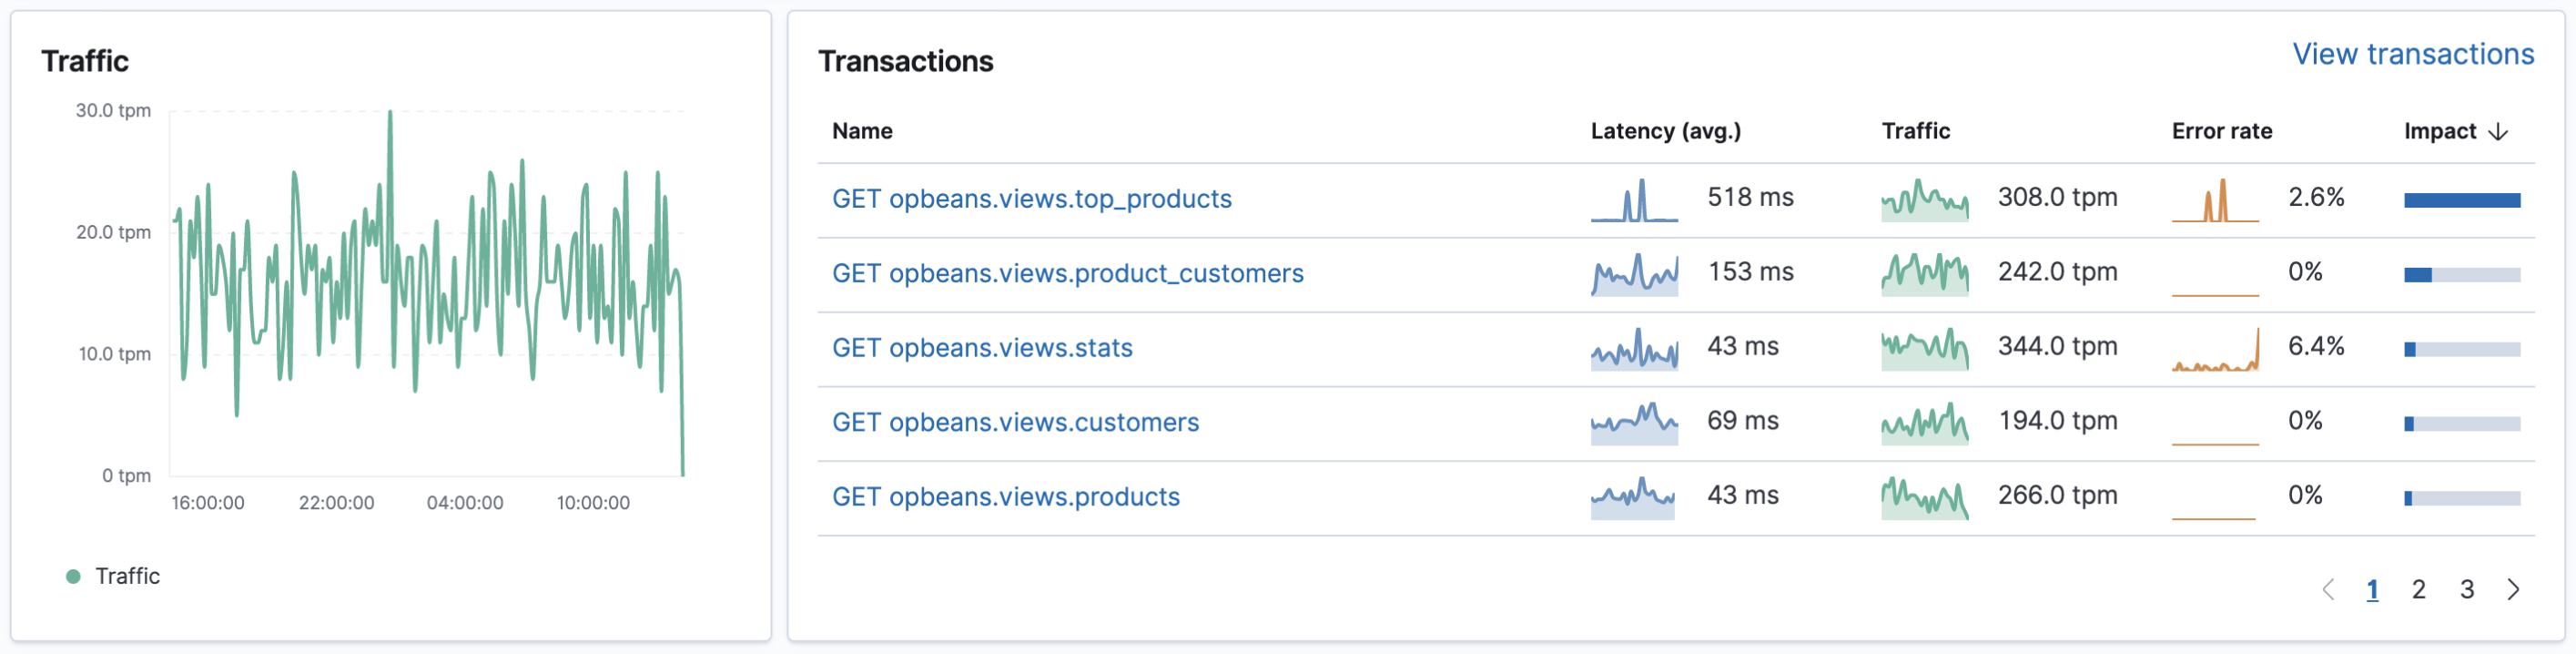 Traffic
30.0 tpm
20.0 tpm
10.0 tpm
0 tpm
16:00:00 22:00:00 04:00:00 10:00:00
Traffic
Transactions View transactions
Name Latency (avg.) Traffic Error rate Impact
GET opbeans.views.top_products 518 ms 308.0 tpm 2.6%
GET opbeans.views.product_customers 153 ms 242.0 tpm 0%
GET opbeans.views.stats 43 ms 344.0 tpm 6.4%
GET opbeans.views.customers 69 ms 194.0 tpm 0%
GET opbeans.views.products 43 ms 266.0 tpm 0%
1 2 3